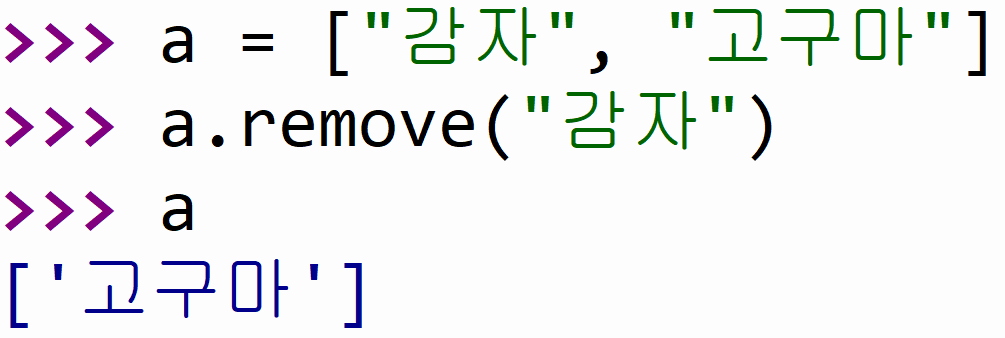 >>> a = ["감자", "고구마"]
>>> a.remove("감자")
>>> a
['고구마']